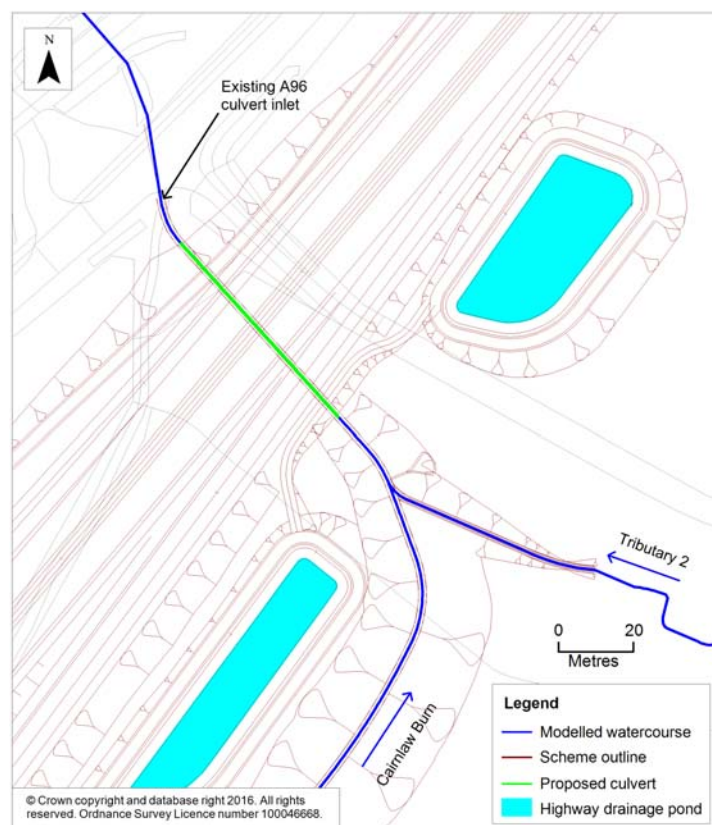 N
Existing A96
culvert inlet
Tributary 2
0 20
Metres
Cairnlaw Burn
Legend
Modelled watercourse
Scheme outline
Proposed culvert
Highway drainage pond
© Crown copyright and database right 2016. All rights
reserved. Ordnance Survey Licence number 100046668.